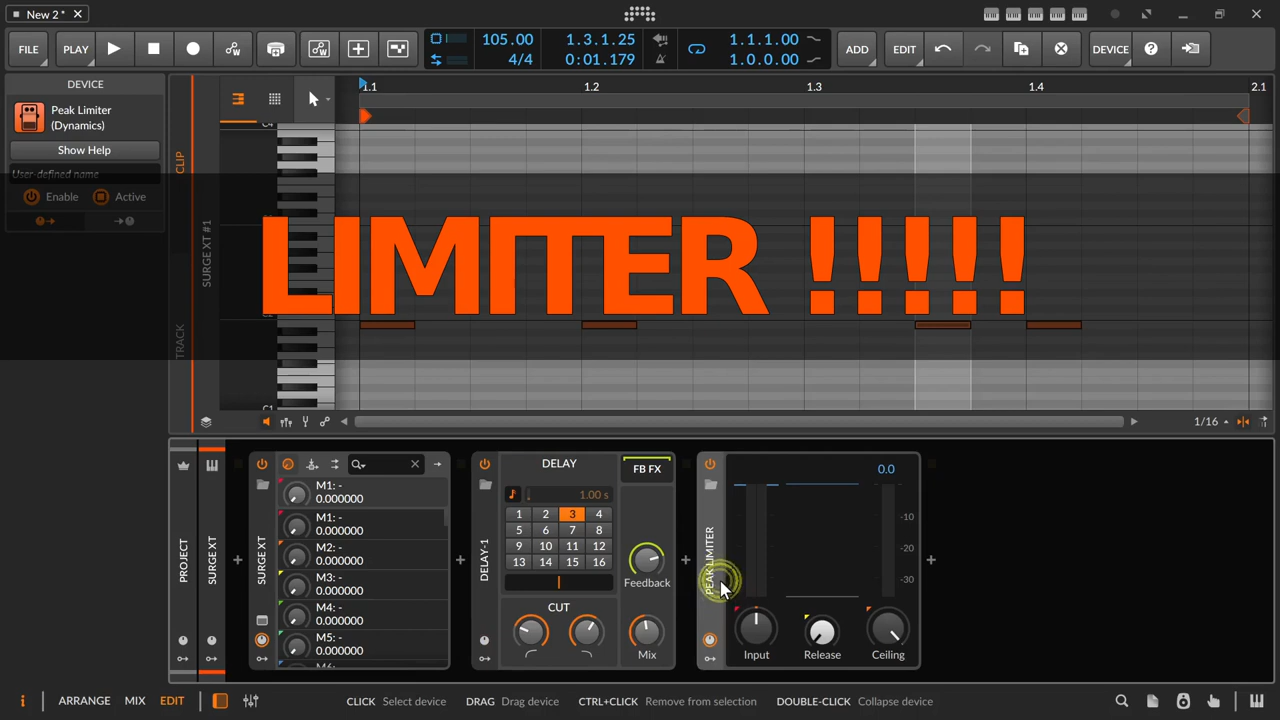 New 2 *
FILE
PLAY
105.00
4/4
1.3.1.25
0:01.179
1.1.1.00
1.0.0.00
ADD
EDIT
DEVICE
DEVICE
Peak Limiter
(Dynamics)
Show Help
User-defined name
Enable
Active
CLIP
TRACK
SURGE XT #1
1.1
1.2
1.3
1.4
2.1
C4
LIMITER !!!!!
C1
1/16
PROJECT
SURGE XT
SURGE XT
M1: -
0.000000
M1: -
0.000000
M2: -
0.000000
M3: -
0.000000
M4: -
0.000000
M5: -
0.000000
DELAY-1
DELAY
1.00 s
1 2 3 4
5 6 7 8
9 10 11 12
13 14 15 16
CUT
FB FX
Feedback
Mix
PEAK LIMITER
0.0
-10
-20
-30
Input
Release
Ceiling
i
ARRANGE
MIX
EDIT
CLICK Select device
DRAG Drag device
CTRL+CLICK Remove from selection
DOUBLE-CLICK Collapse device